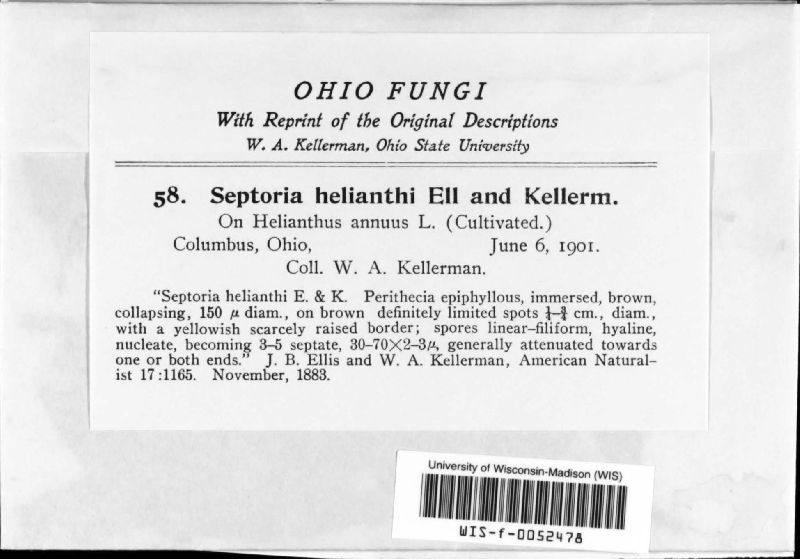 OHIO FUNGI
With Reprint of the Original Descriptions
W. A. Kellerman, Ohio State University
58. Septoria helianthi Ell and Kellerm.
On Helianthus annuus L. (Cultivated.)
Columbus, Ohio, June 6, 1901.
Coll. W. A. Kellerman.
"Septoria helianthi E. & K. Perithecia epiphyllous, immersed, brown,
collapsing, 150 μ diam., on brown definitely limited spots ¼–¾ cm., diam.,
with a yellowish scarcely raised border; spores linear-filiform, hyaline,
nucleate, becoming 3–5 septate, 30–70×2–3μ, generally attenuated towards
one or both ends." J. B. Ellis and W. A. Kellerman, American Natural-
ist 17:1165. November, 1883.
University of Wisconsin-Madison (WIS)
WIS-f-0052478